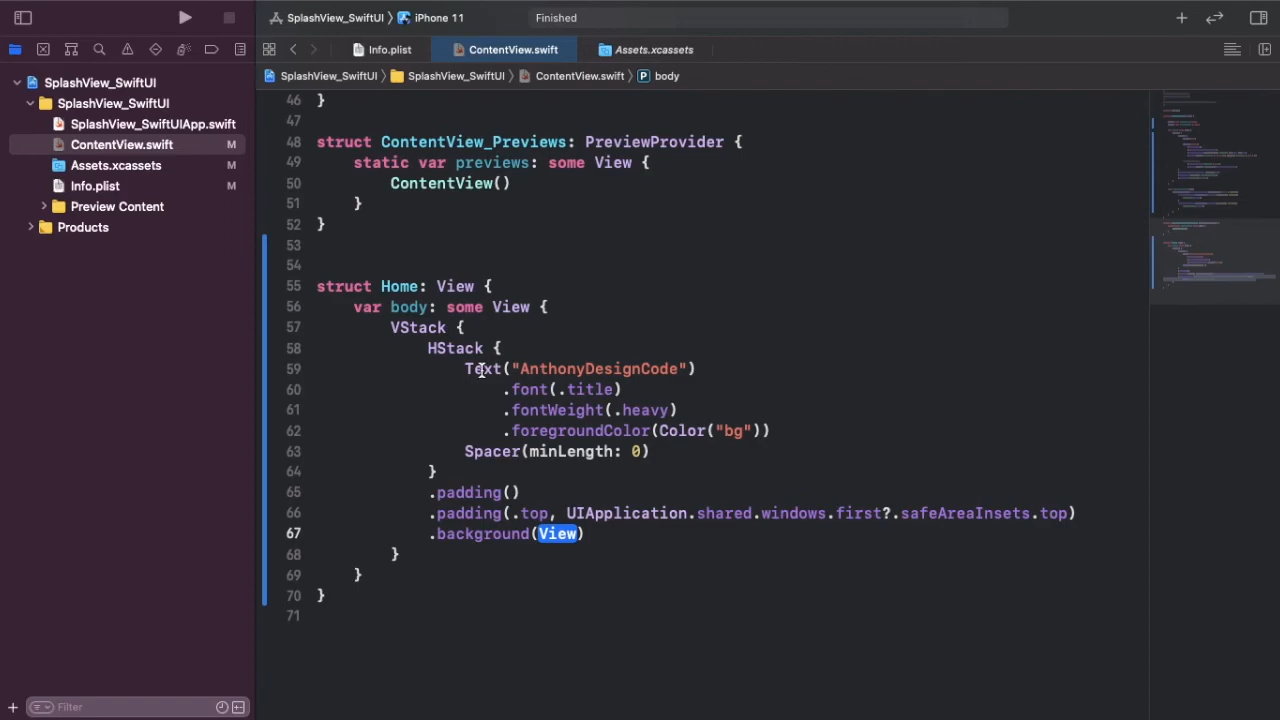 SplashView_SwiftUI 〉 iPhone 11
Finished
Info.plist
ContentView.swift
Assets.xcassets
SplashView_SwiftUI 〉 SplashView_SwiftUI 〉 ContentView.swift 〉 P body
SplashView_SwiftUI
SplashView_SwiftUI
SplashView_SwiftUIApp.swift
ContentView.swift M
Assets.xcassets M
Info.plist M
Preview Content
Products
Filter
46 }
47
48 struct ContentView_Previews: PreviewProvider {
49 static var previews: some View {
50 ContentView()
51 }
52 }
53
54
55 struct Home: View {
56 var body: some View {
57 VStack {
58 HStack {
59 Text("AnthonyDesignCode")
60 .font(.title)
61 .fontWeight(.heavy)
62 .foregroundColor(Color("bg"))
63 Spacer(minLength: 0)
64 }
65 .padding()
66 .padding(.top, UIApplication.shared.windows.first?.safeAreaInsets.top)
67 .background(View)
68 }
69 }
70 }
71